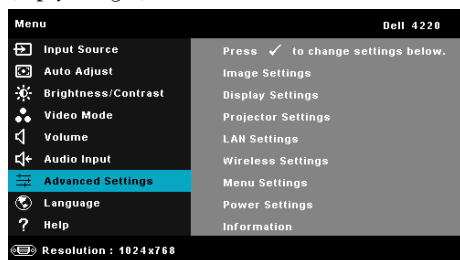 Menu Dell 4220
Input Source
Auto Adjust
Brightness/Contrast
Video Mode
Volume
Audio Input
Advanced Settings
Language
? Help
Press ✓ to change settings below.
Image Settings
Display Settings
Projector Settings
LAN Settings
Wireless Settings
Menu Settings
Power Settings
Information
Resolution : 1024x768